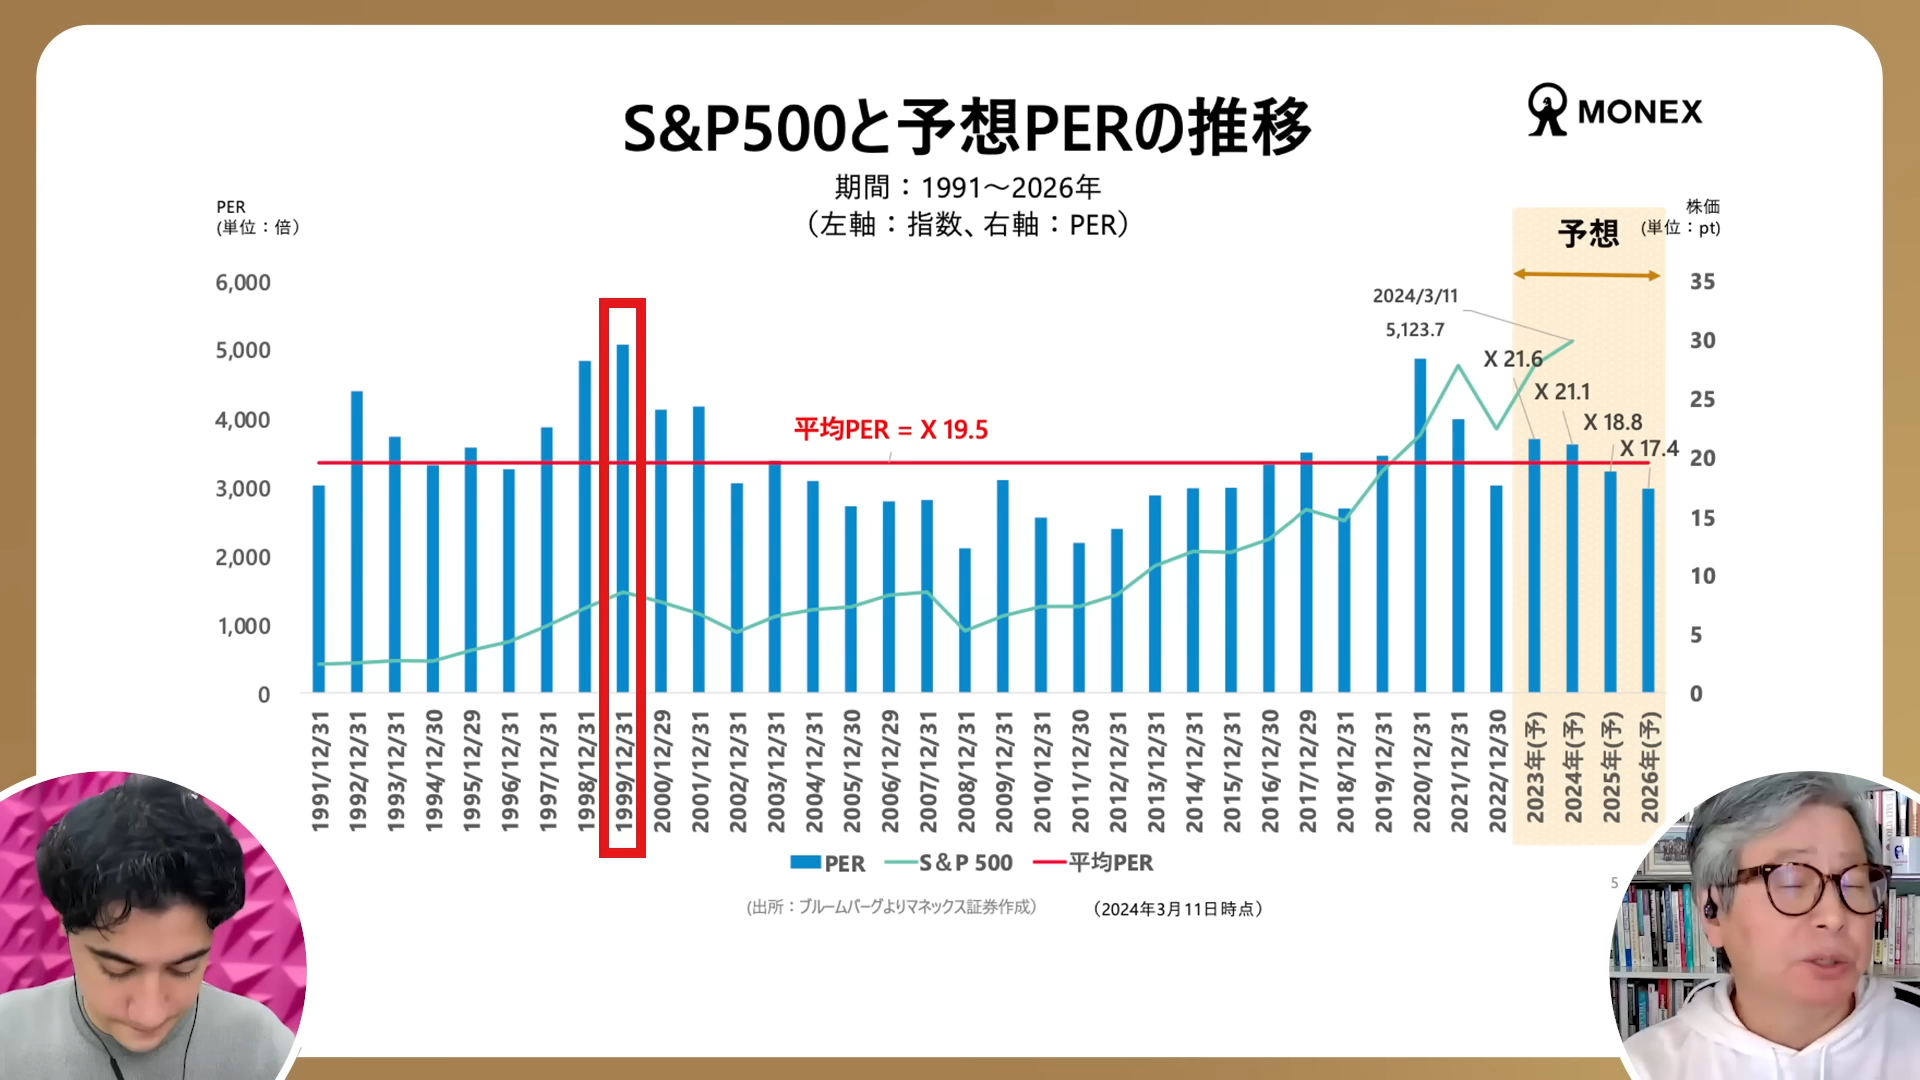 S&P500と予想PERの推移
MONEX
期間：1991～2026年
（左軸：指数、右軸：PER）
PER
(単位：倍)
株価
(単位：pt)
予想
6,000
5,000
4,000
3,000
2,000
1,000
0
35
30
25
20
15
10
5
0
2024/3/11
5,123.7
X 21.6
X 21.1
X 18.8
X 17.4
平均PER = X 19.5
1991/12/31
1992/12/31
1993/12/31
1994/12/30
1995/12/29
1996/12/31
1997/12/31
1998/12/31
1999/12/31
2000/12/29
2001/12/31
2002/12/31
2003/12/31
2004/12/31
2005/12/30
2006/12/29
2007/12/31
2008/12/31
2009/12/31
2010/12/31
2011/12/30
2012/12/31
2013/12/31
2014/12/31
2015/12/31
2016/12/30
2017/12/29
2018/12/31
2019/12/31
2020/12/31
2021/12/31
2022/12/30
2023年(予)
2024年(予)
2025年(予)
2026年(予)
PER S&P 500 平均PER
(出所：ブルームバーグよりマネックス証券作成) （2024年3月11日時点）
5